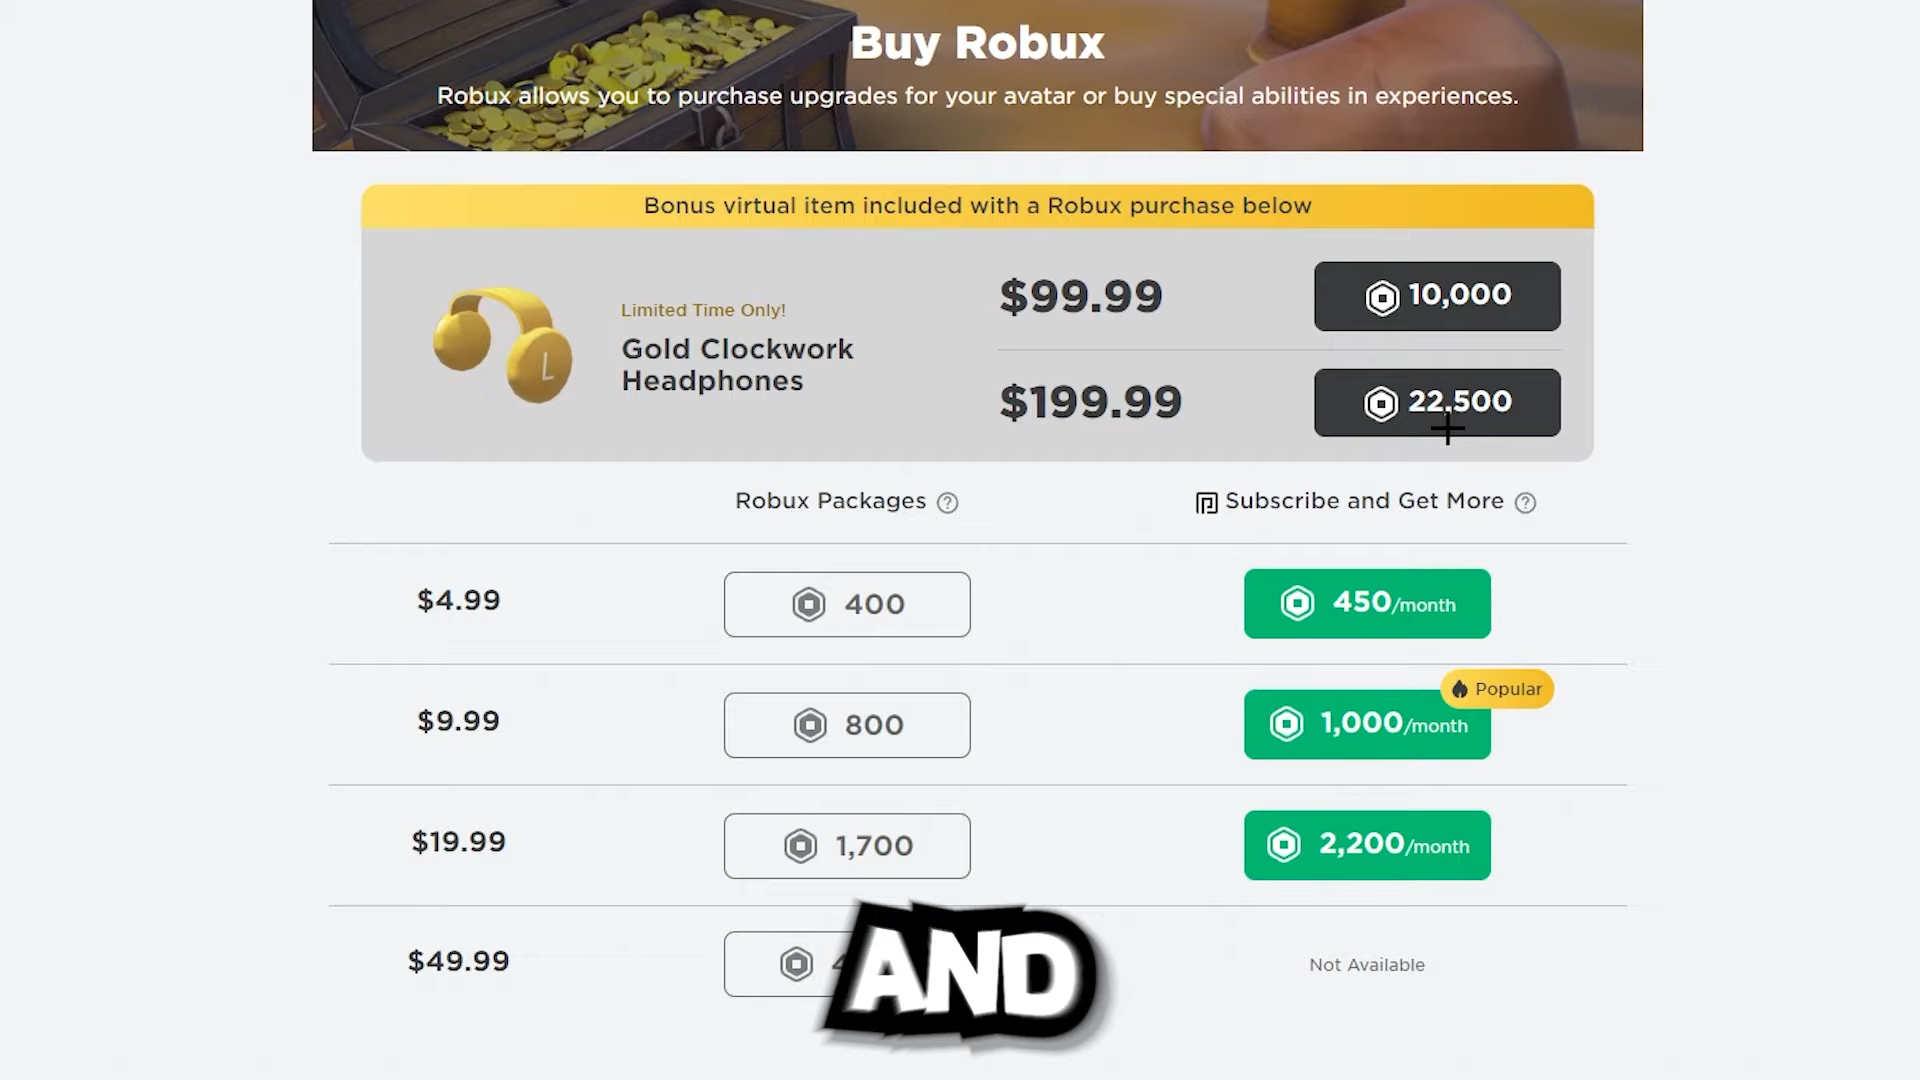 Buy Robux
Robux allows you to purchase upgrades for your avatar or buy special abilities in experiences.
Bonus virtual item included with a Robux purchase below
Limited Time Only!
Gold Clockwork
Headphones
L
$99.99 10,000
$199.99 22,500
Robux Packages ? Subscribe and Get More ?
$4.99 400 450/month
Popular
$9.99 800 1,000/month
$19.99 1,700 2,200/month
$49.99 Not Available
AND